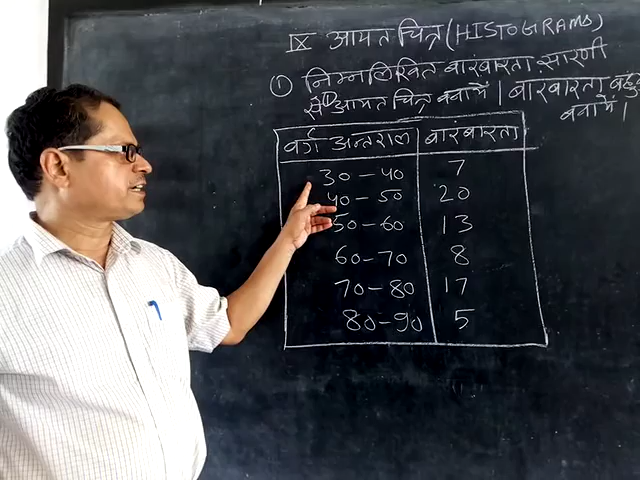 IX आयत चित्र (HISTOGRAMS)
① निम्नलिखित बारंबारता सारणी
से ⁽¹⁾ आयत चित्र बनायें । बारंबारता बहु
बनायें ।
वर्ग अन्तराल बारंबारता
30-40 7
40-50 20
50-60 13
60-70 8
70-80 17
80-90 5